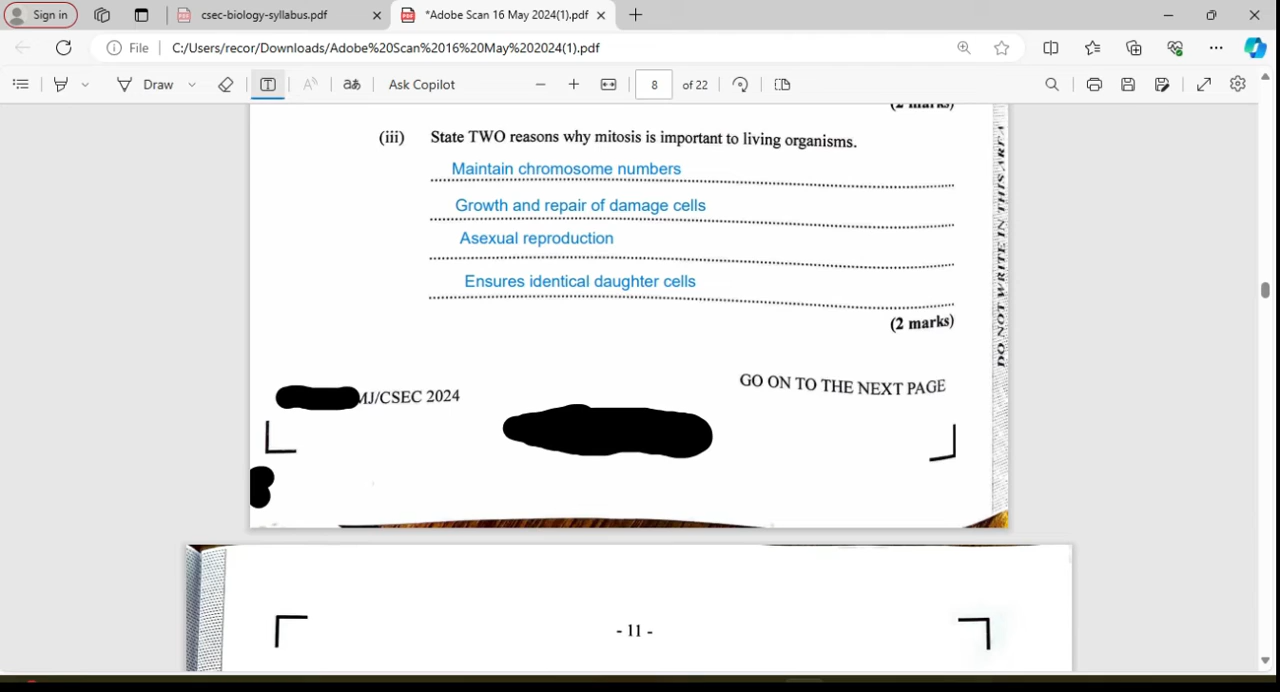 Sign in
csec-biology-syllabus.pdf
*Adobe Scan 16 May 2024(1).pdf
File
C:/Users/recor/Downloads/Adobe%20Scan%2016%20May%202024(1).pdf
Draw
Ask Copilot
8 of 22
(2 marks)
(iii) State TWO reasons why mitosis is important to living organisms.
Maintain chromosome numbers
Growth and repair of damage cells
Asexual reproduction
Ensures identical daughter cells
(2 marks)
DO NOT WRITE IN THIS AREA
MJ/CSEC 2024
GO ON TO THE NEXT PAGE
- 11 -